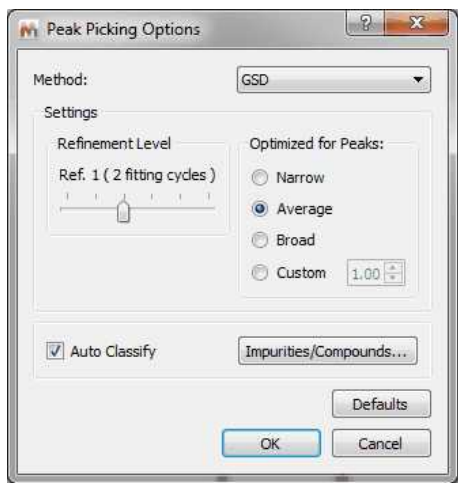 Peak Picking Options
?
Method:
GSD
Settings
Refinement Level
Ref. 1 ( 2 fitting cycles )
Optimized for Peaks:
Narrow
Average
Broad
Custom
1.00
Auto Classify
Impurities/Compounds...
Defaults
OK
Cancel